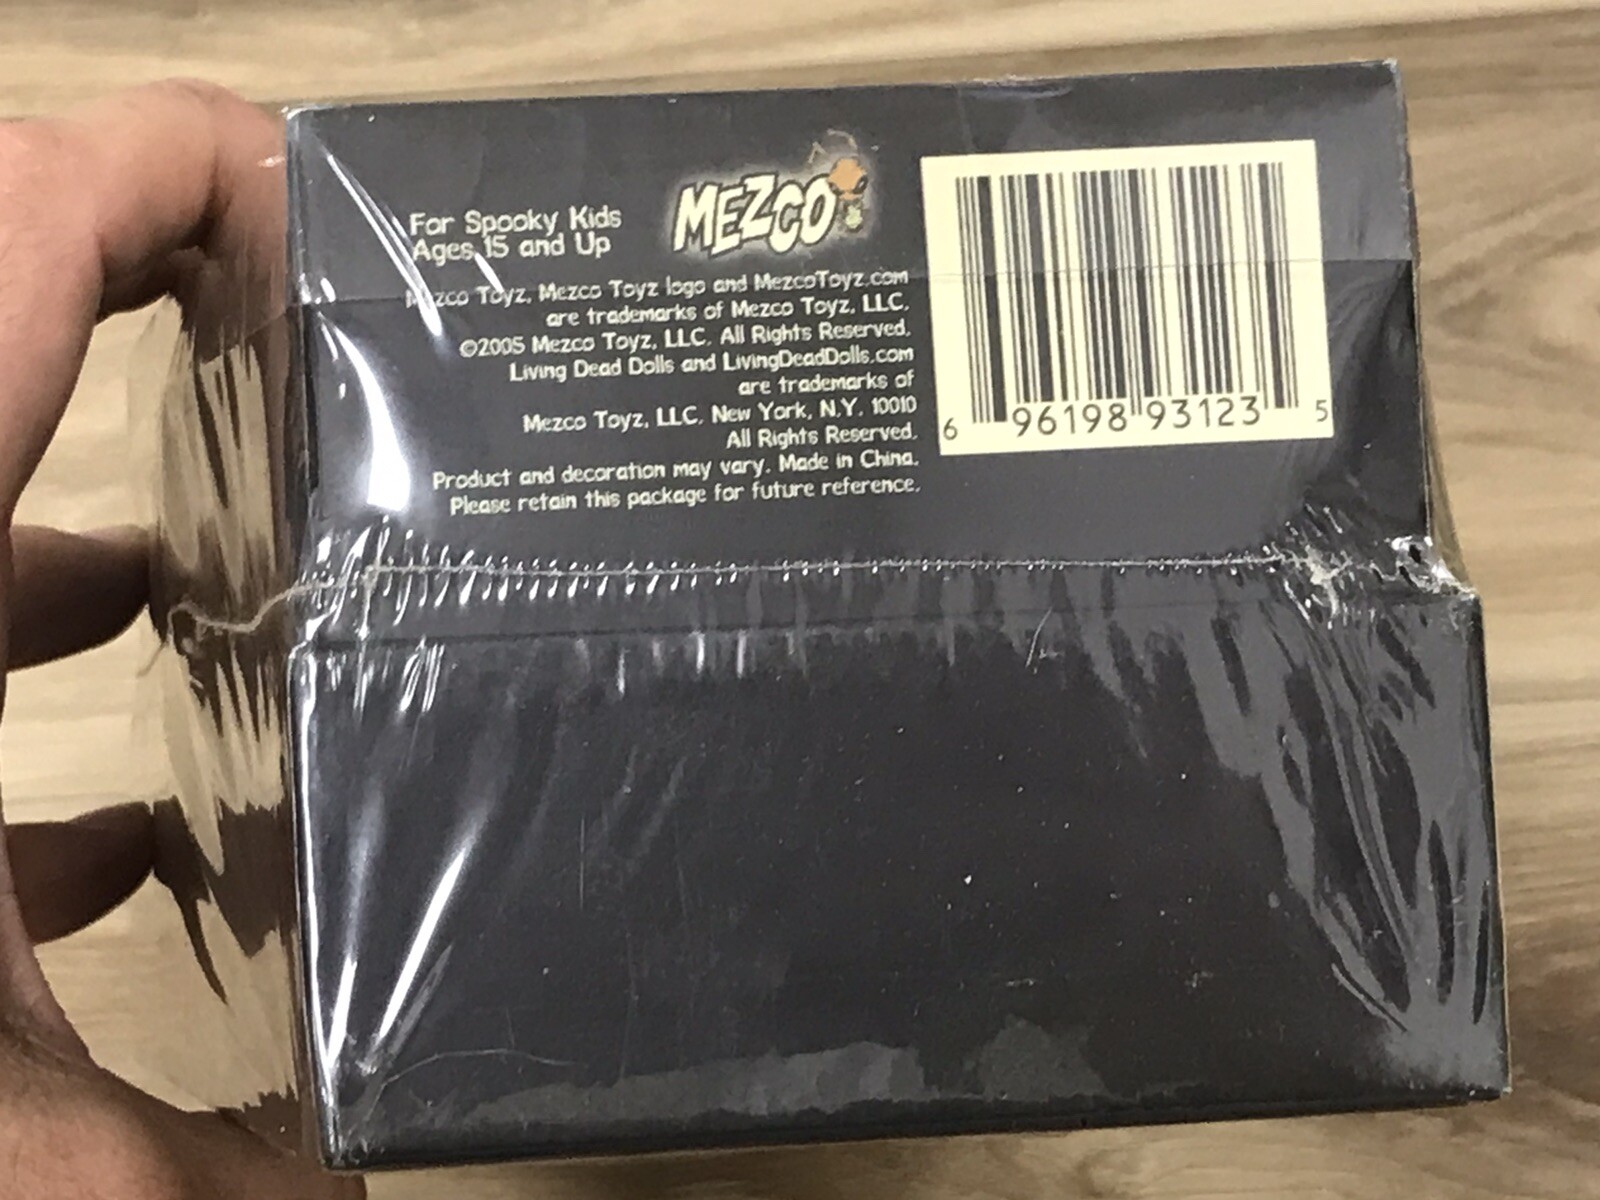 For Spooky Kids
Ages 15 and Up
MEZCO
Mezco Toyz, Mezco Toyz logo and MezcoToyz.com
are trademarks of Mezco Toyz, LLC.
©2005 Mezco Toyz, LLC. All Rights Reserved.
Living Dead Dolls and LivingDeadDolls.com
are trademarks of
Mezco Toyz, LLC. New York, N.Y. 10010
All Rights Reserved.
Product and decoration may vary. Made in China.
Please retain this package for future reference.
6 96198 93123 5